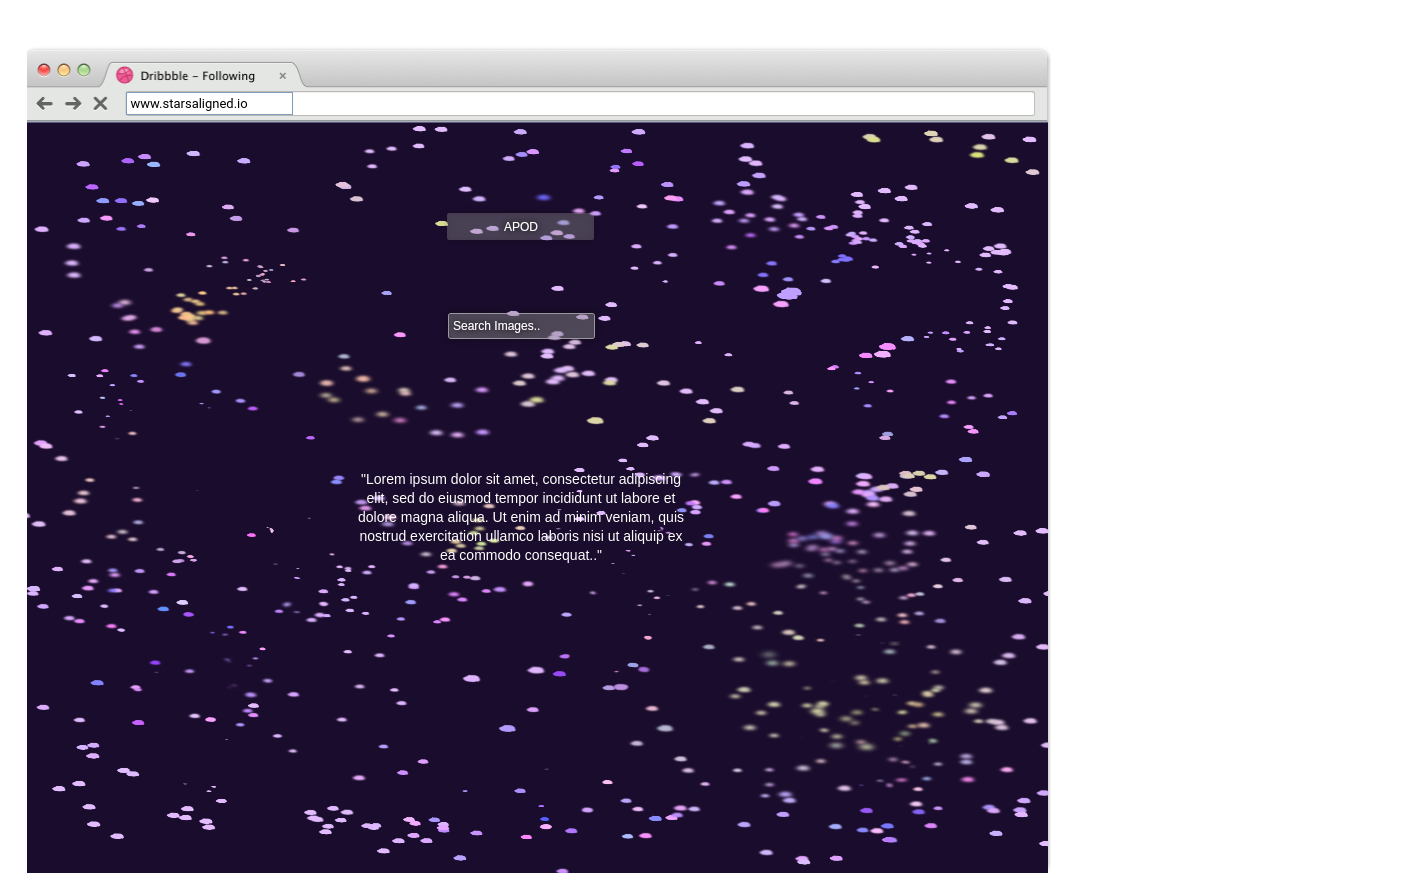 Dribbble – Following
www.starsaligned.io
APOD
Search Images..
"Lorem ipsum dolor sit amet, consectetur adipiscing
elit, sed do eiusmod tempor incididunt ut labore et
dolore magna aliqua. Ut enim ad minim veniam, quis
nostrud exercitation ullamco laboris nisi ut aliquip ex
ea commodo consequat.."